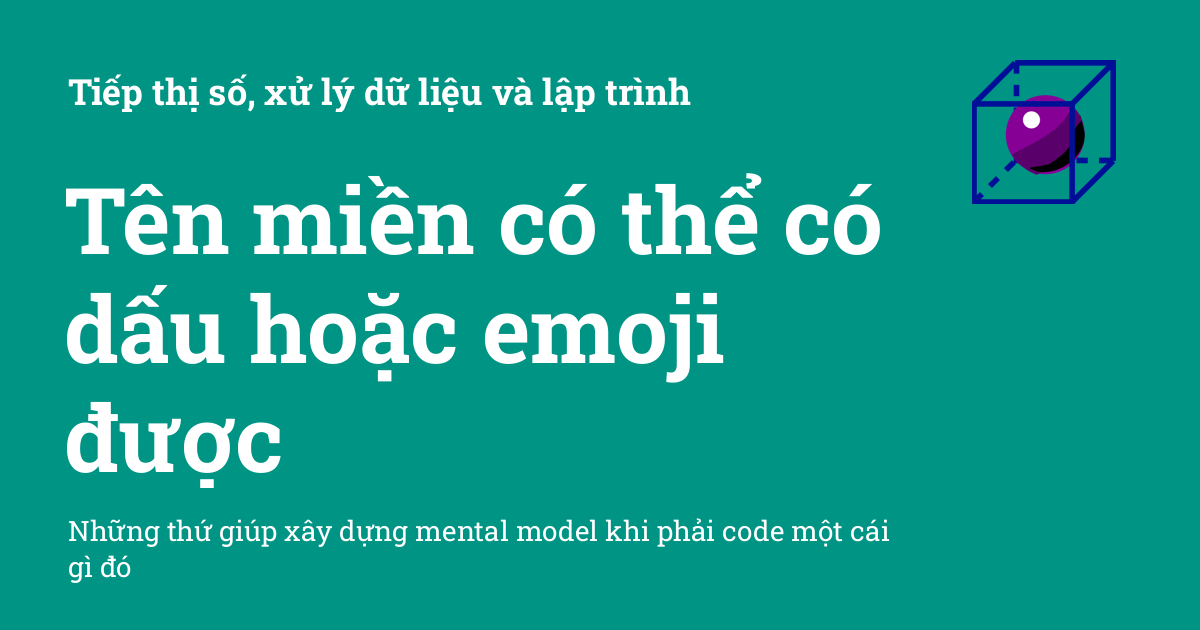 Tiếp thị số, xử lý dữ liệu và lập trình
Tên miền có thể có
dấu hoặc emoji
được
Những thứ giúp xây dựng mental model khi phải code một cái
gì đó